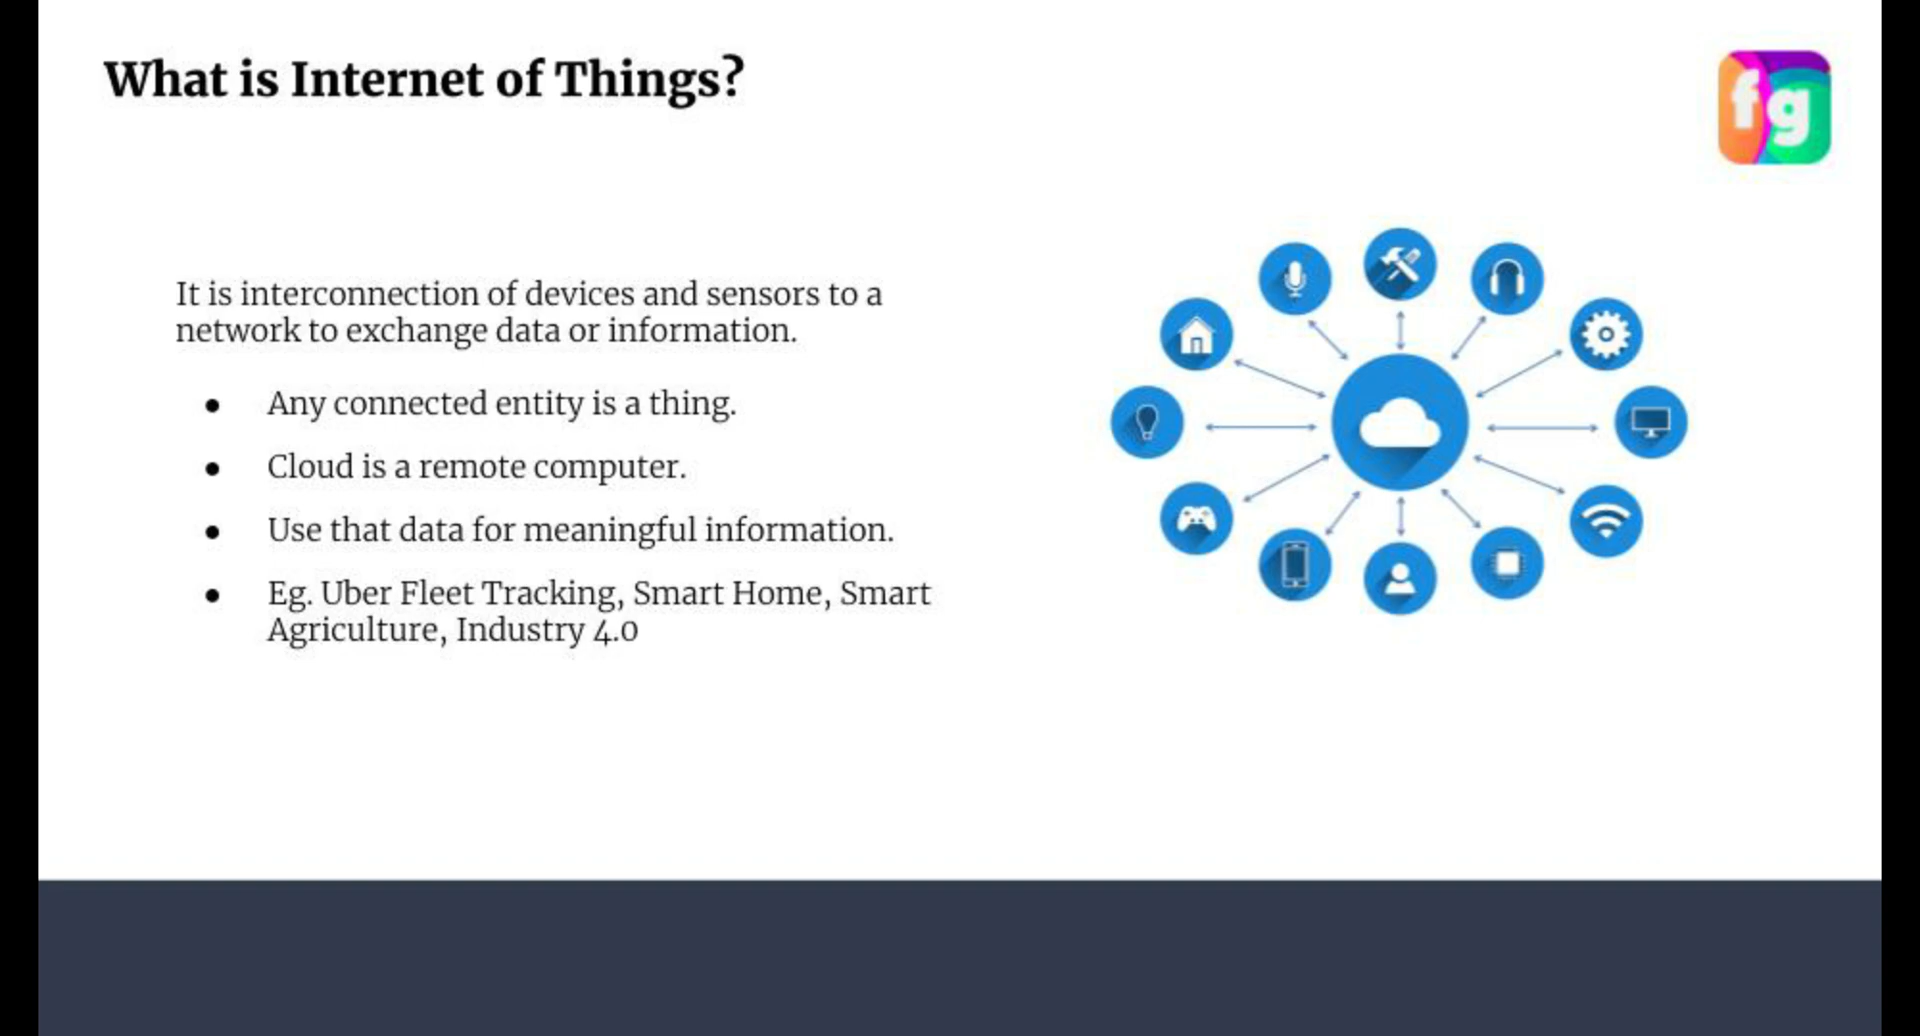 What is Internet of Things?
fg
It is interconnection of devices and sensors to a
network to exchange data or information.
● Any connected entity is a thing.
● Cloud is a remote computer.
● Use that data for meaningful information.
● Eg. Uber Fleet Tracking, Smart Home, Smart
Agriculture, Industry 4.0